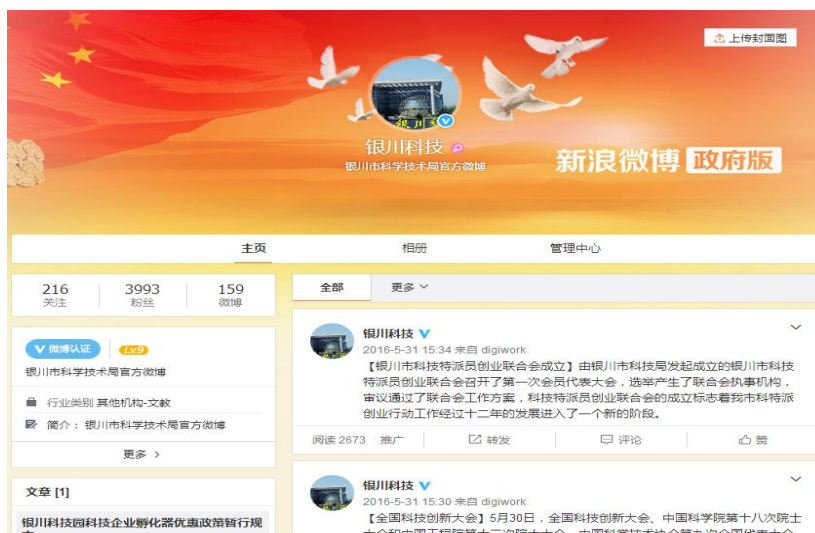 上传封面图
银川科
银川科技
银川市科学技术局官方微博
新浪微博 政府版
主页 相册 管理中心
216 3993 159
关注 粉丝 微博
V 微博认证 Lv9
银川市科学技术局官方微博
行业类别 其他机构-文教
简介： 银川市科学技术局官方微博
更多 >
文章 [1]
银川科技园科技企业孵化器优惠政策暂行规
全部 更多
银川科技 V
2016-5-31 15:34 来自 digiwork
【银川市科技特派员创业联合会成立】由银川市科技局发起成立的银川市科技
特派员创业联合会召开了第一次会员代表大会，选举产生了联合会执事机构，
审议通过了联合会工作方案，科技特派员创业联合会的成立标志着我市科特派
创业行动工作经过十二年的发展进入了一个新的阶段。
阅读 2673 推广 转发 评论 赞
银川科技 V
2016-5-31 15:30 来自 digiwork
【全国科技创新大会】5月30日，全国科技创新大会、中国科学院第十八次院士